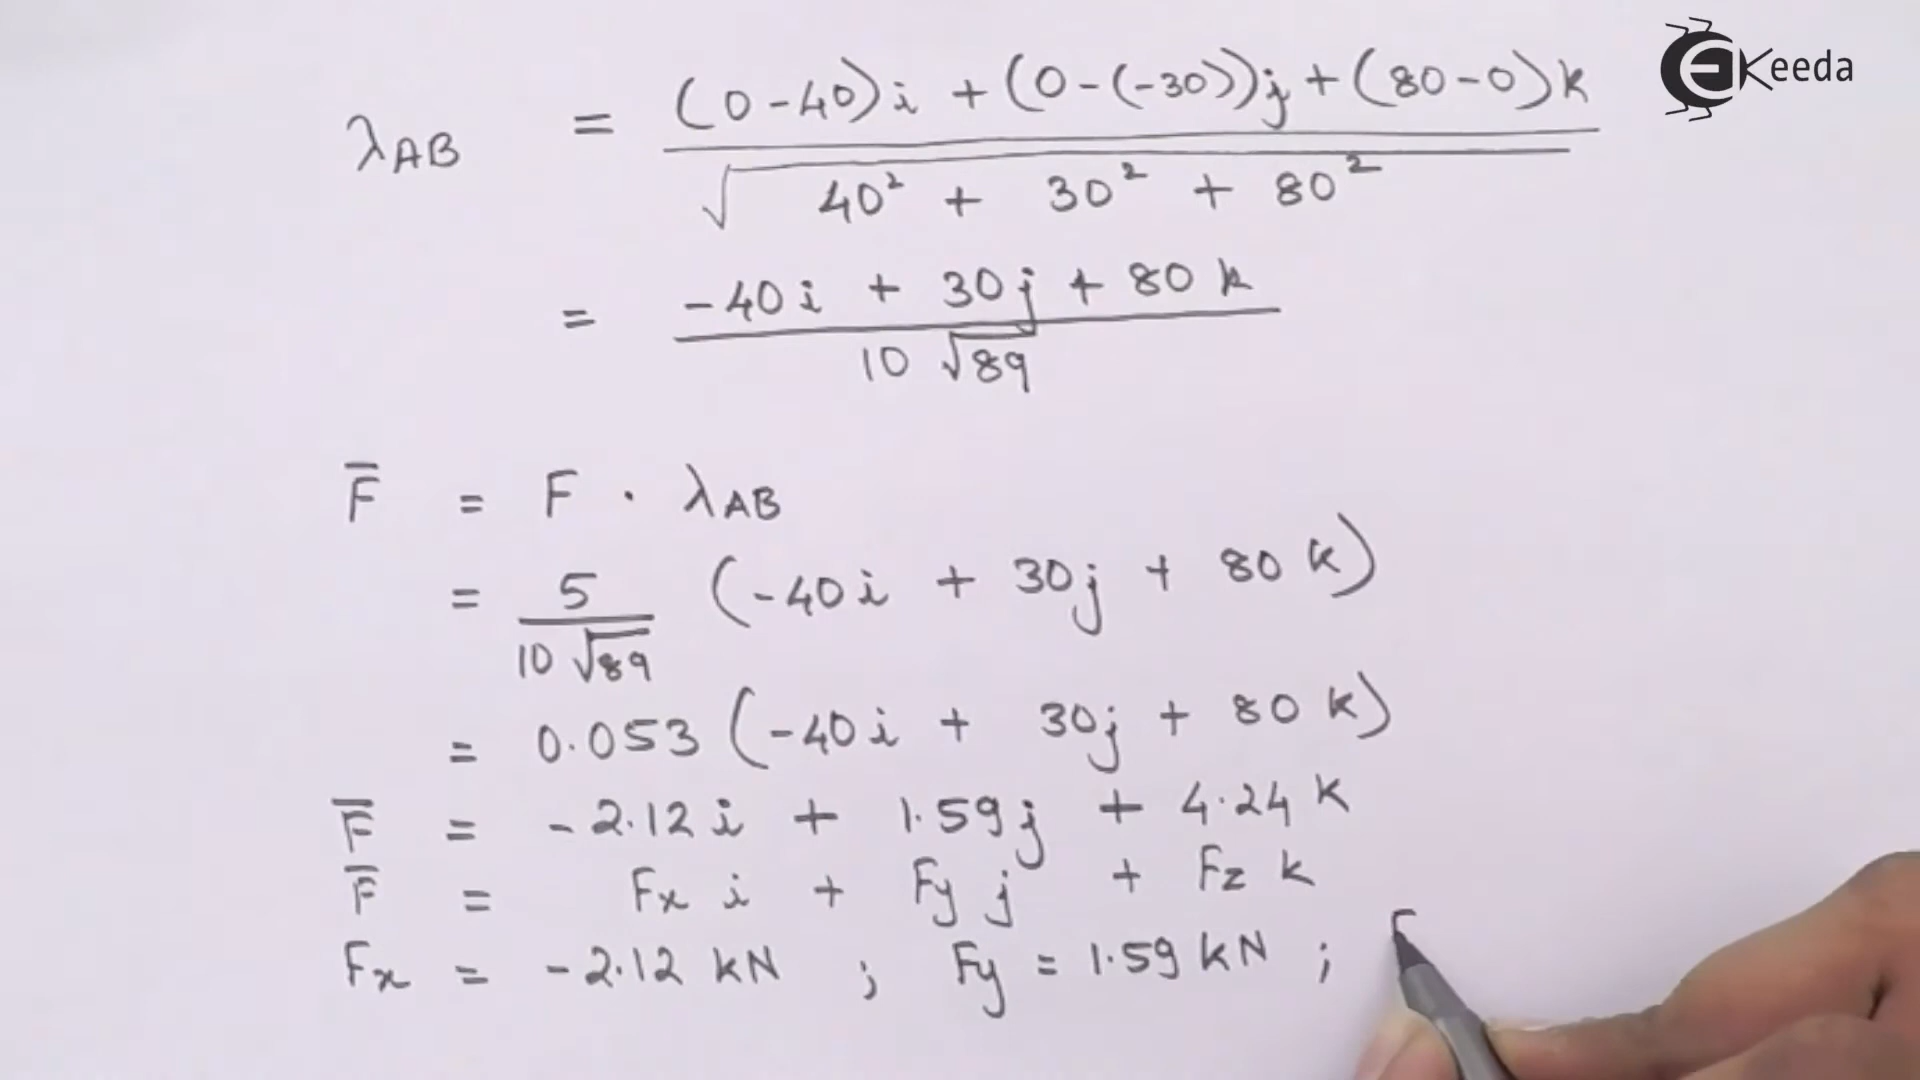 EKeeda
λAB = (0-40)i + (0-(-30))j + (80-0)k
√ 40² + 30² + 80²
= -40i + 30j + 80k
10 √89
F̅ = F · λAB
= 5 (-40i + 30j + 80k)
10 √89
= 0.053 (-40i + 30j + 80k)
F̅ = -2.12i + 1.59j + 4.24k
F̅ = Fx i + Fy j + Fz k
Fx = -2.12 kN ; Fy = 1.59 kN ;